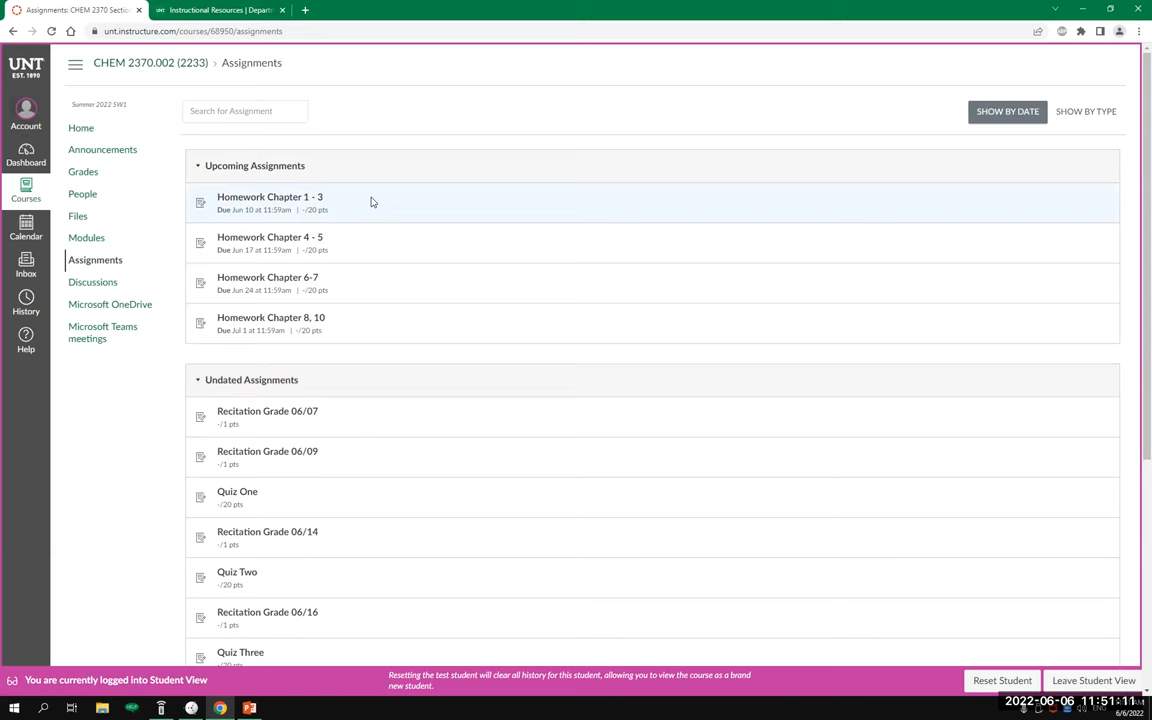 Assignments: CHEM 2370 Sectio
Instructional Resources | Depart
unt.instructure.com/courses/68950/assignments
UNT
EST. 1890
CHEM 2370.002 (2233) › Assignments
Account
Dashboard
Courses
Calendar
Inbox
History
Help
Summer 2022 5W1
Home
Announcements
Grades
People
Files
Modules
Assignments
Discussions
Microsoft OneDrive
Microsoft Teams
meetings
Search for Assignment
SHOW BY DATE
SHOW BY TYPE
Upcoming Assignments
Homework Chapter 1 - 3
Due Jun 10 at 11:59am | -/20 pts
Homework Chapter 4 - 5
Due Jun 17 at 11:59am | -/20 pts
Homework Chapter 6-7
Due Jun 24 at 11:59am | -/20 pts
Homework Chapter 8, 10
Due Jul 1 at 11:59am | -/20 pts
Undated Assignments
Recitation Grade 06/07
-/1 pts
Recitation Grade 06/09
-/1 pts
Quiz One
-/20 pts
Recitation Grade 06/14
-/1 pts
Quiz Two
-/20 pts
Recitation Grade 06/16
-/1 pts
Quiz Three
-/20 pts
You are currently logged into Student View
Resetting the test student will clear all history for this student, allowing you to view the course as a brand
new student.
Reset Student
Leave Student View
2022-06-06 11:51:11
6/6/2022